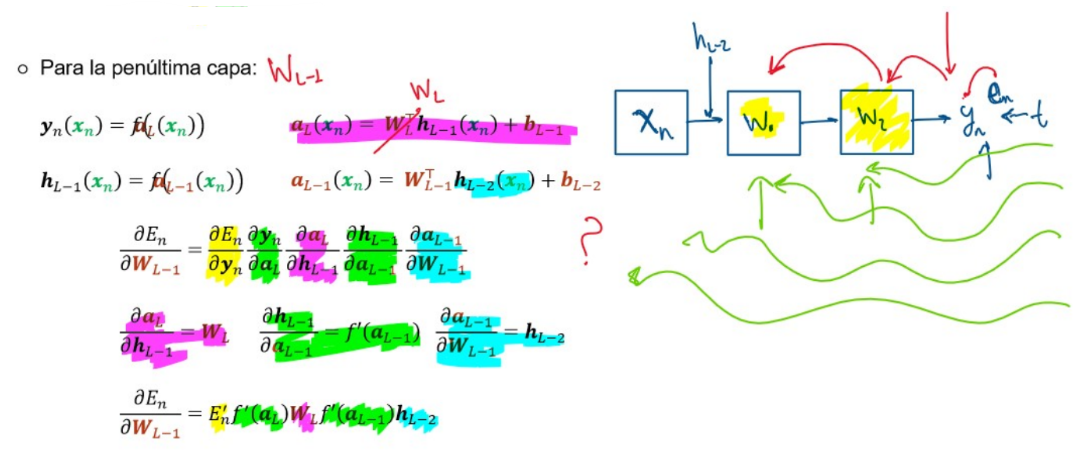 o Para la penúltima capa: W_{L-1}
W_L
y_n(x_n) = f(a_L(x_n)) a_L(x_n) = W_L^T h_{L-1}(x_n) + b_{L-1}
h_{L-1}(x_n) = f(a_{L-1}(x_n)) a_{L-1}(x_n) = W_{L-1}^T h_{L-2}(x_n) + b_{L-2}
∂E_n/∂W_{L-1} = ∂E_n/∂y_n ∂y_n/∂a_L ∂a_L/∂h_{L-1} ∂h_{L-1}/∂a_{L-1} ∂a_{L-1}/∂W_{L-1} ?
∂a_L/∂h_{L-1} = W_L ∂h_{L-1}/∂a_{L-1} = f'(a_{L-1}) ∂a_{L-1}/∂W_{L-1} = h_{L-2}
∂E_n/∂W_{L-1} = E'_n f'(a_L) W_L f'(a_{L-1}) h_{L-2}
h_{L-2}
e_n
X_n W_1 W_2 y_n t